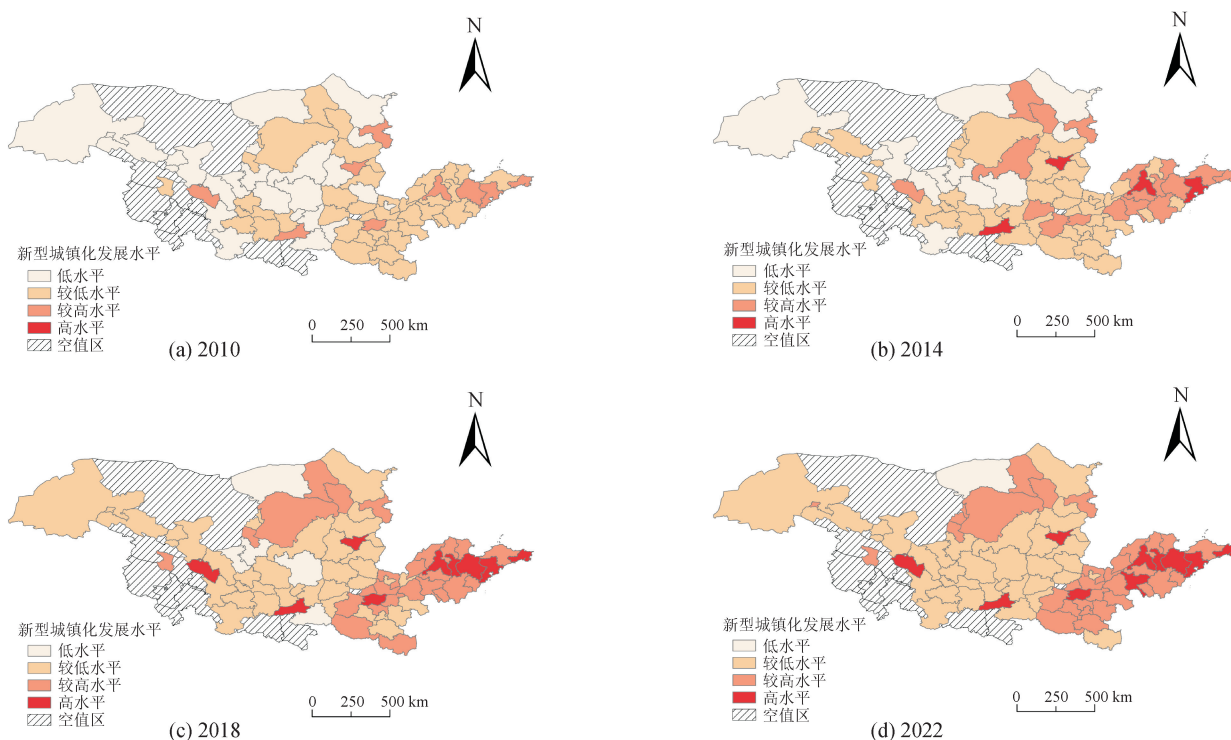 N
新型城镇化发展水平
低水平
较低水平
较高水平
高水平
空值区
0 250 500 km
(a) 2010
N
新型城镇化发展水平
低水平
较低水平
较高水平
高水平
空值区
0 250 500 km
(b) 2014
N
新型城镇化发展水平
低水平
较低水平
较高水平
高水平
空值区
0 250 500 km
(c) 2018
N
新型城镇化发展水平
低水平
较低水平
较高水平
高水平
空值区
0 250 500 km
(d) 2022